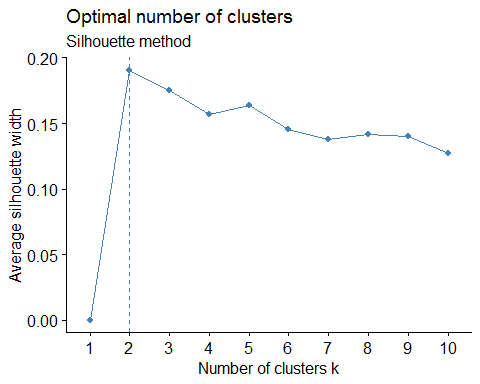 Optimal number of clusters
Silhouette method
Average silhouette width
0.20
0.15
0.10
0.05
0.00
1 2 3 4 5 6 7 8 9 10
Number of clusters k